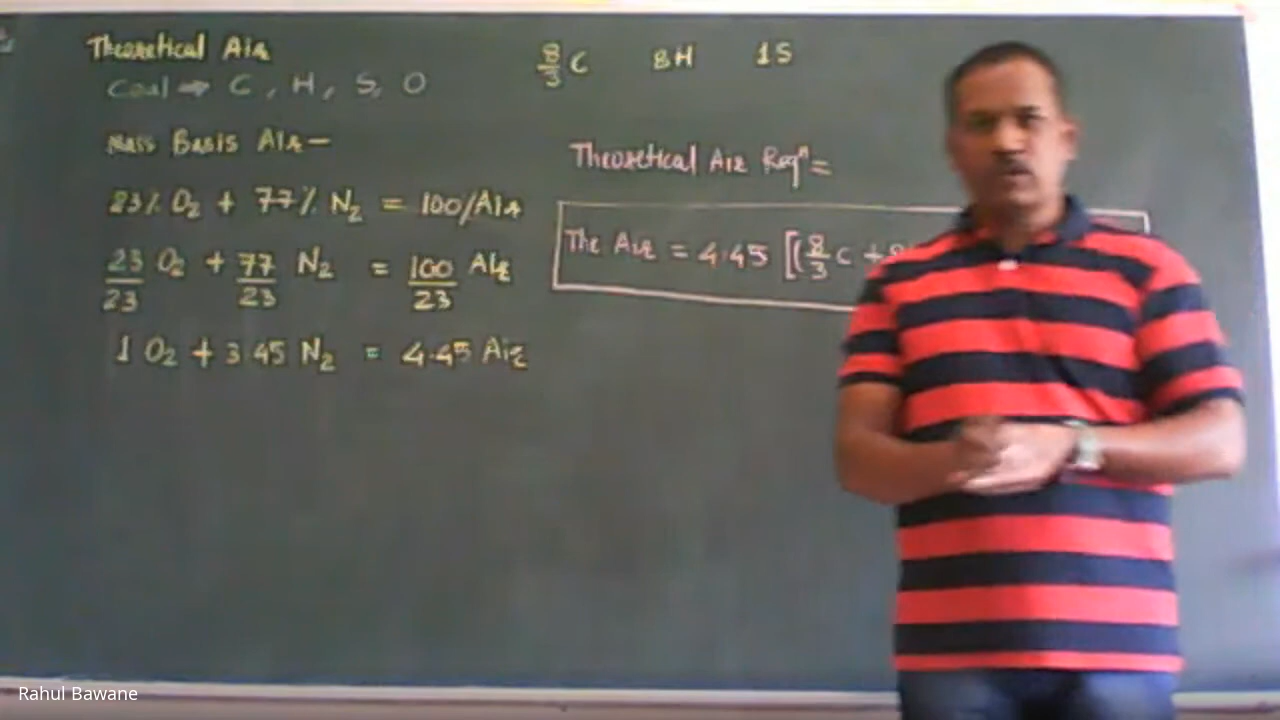 Theoretical Air
Coal ⇒ C, H, S, O
8/3 C 8H 1S
Mass Basis Air —
23% O₂ + 77% N₂ = 100/Air
23/23 O₂ + 77/23 N₂ = 100/23 Air
1 O₂ + 3.45 N₂ = 4.45 Air
Theoretical Air Reqⁿ =
The Air = 4.45 [(8/3 C +
Rahul Bawane